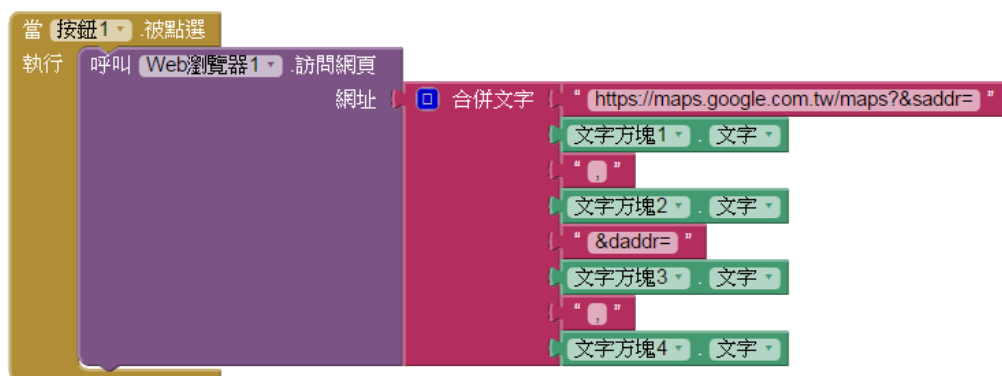 當 按鈕1 .被點選
執行 呼叫 Web瀏覽器1 .訪問網頁
網址 合併文字 “ https://maps.google.com.tw/maps?&saddr= ”
文字方塊1 . 文字
“ , ”
文字方塊2 . 文字
“ &daddr= ”
文字方塊3 . 文字
“ , ”
文字方塊4 . 文字